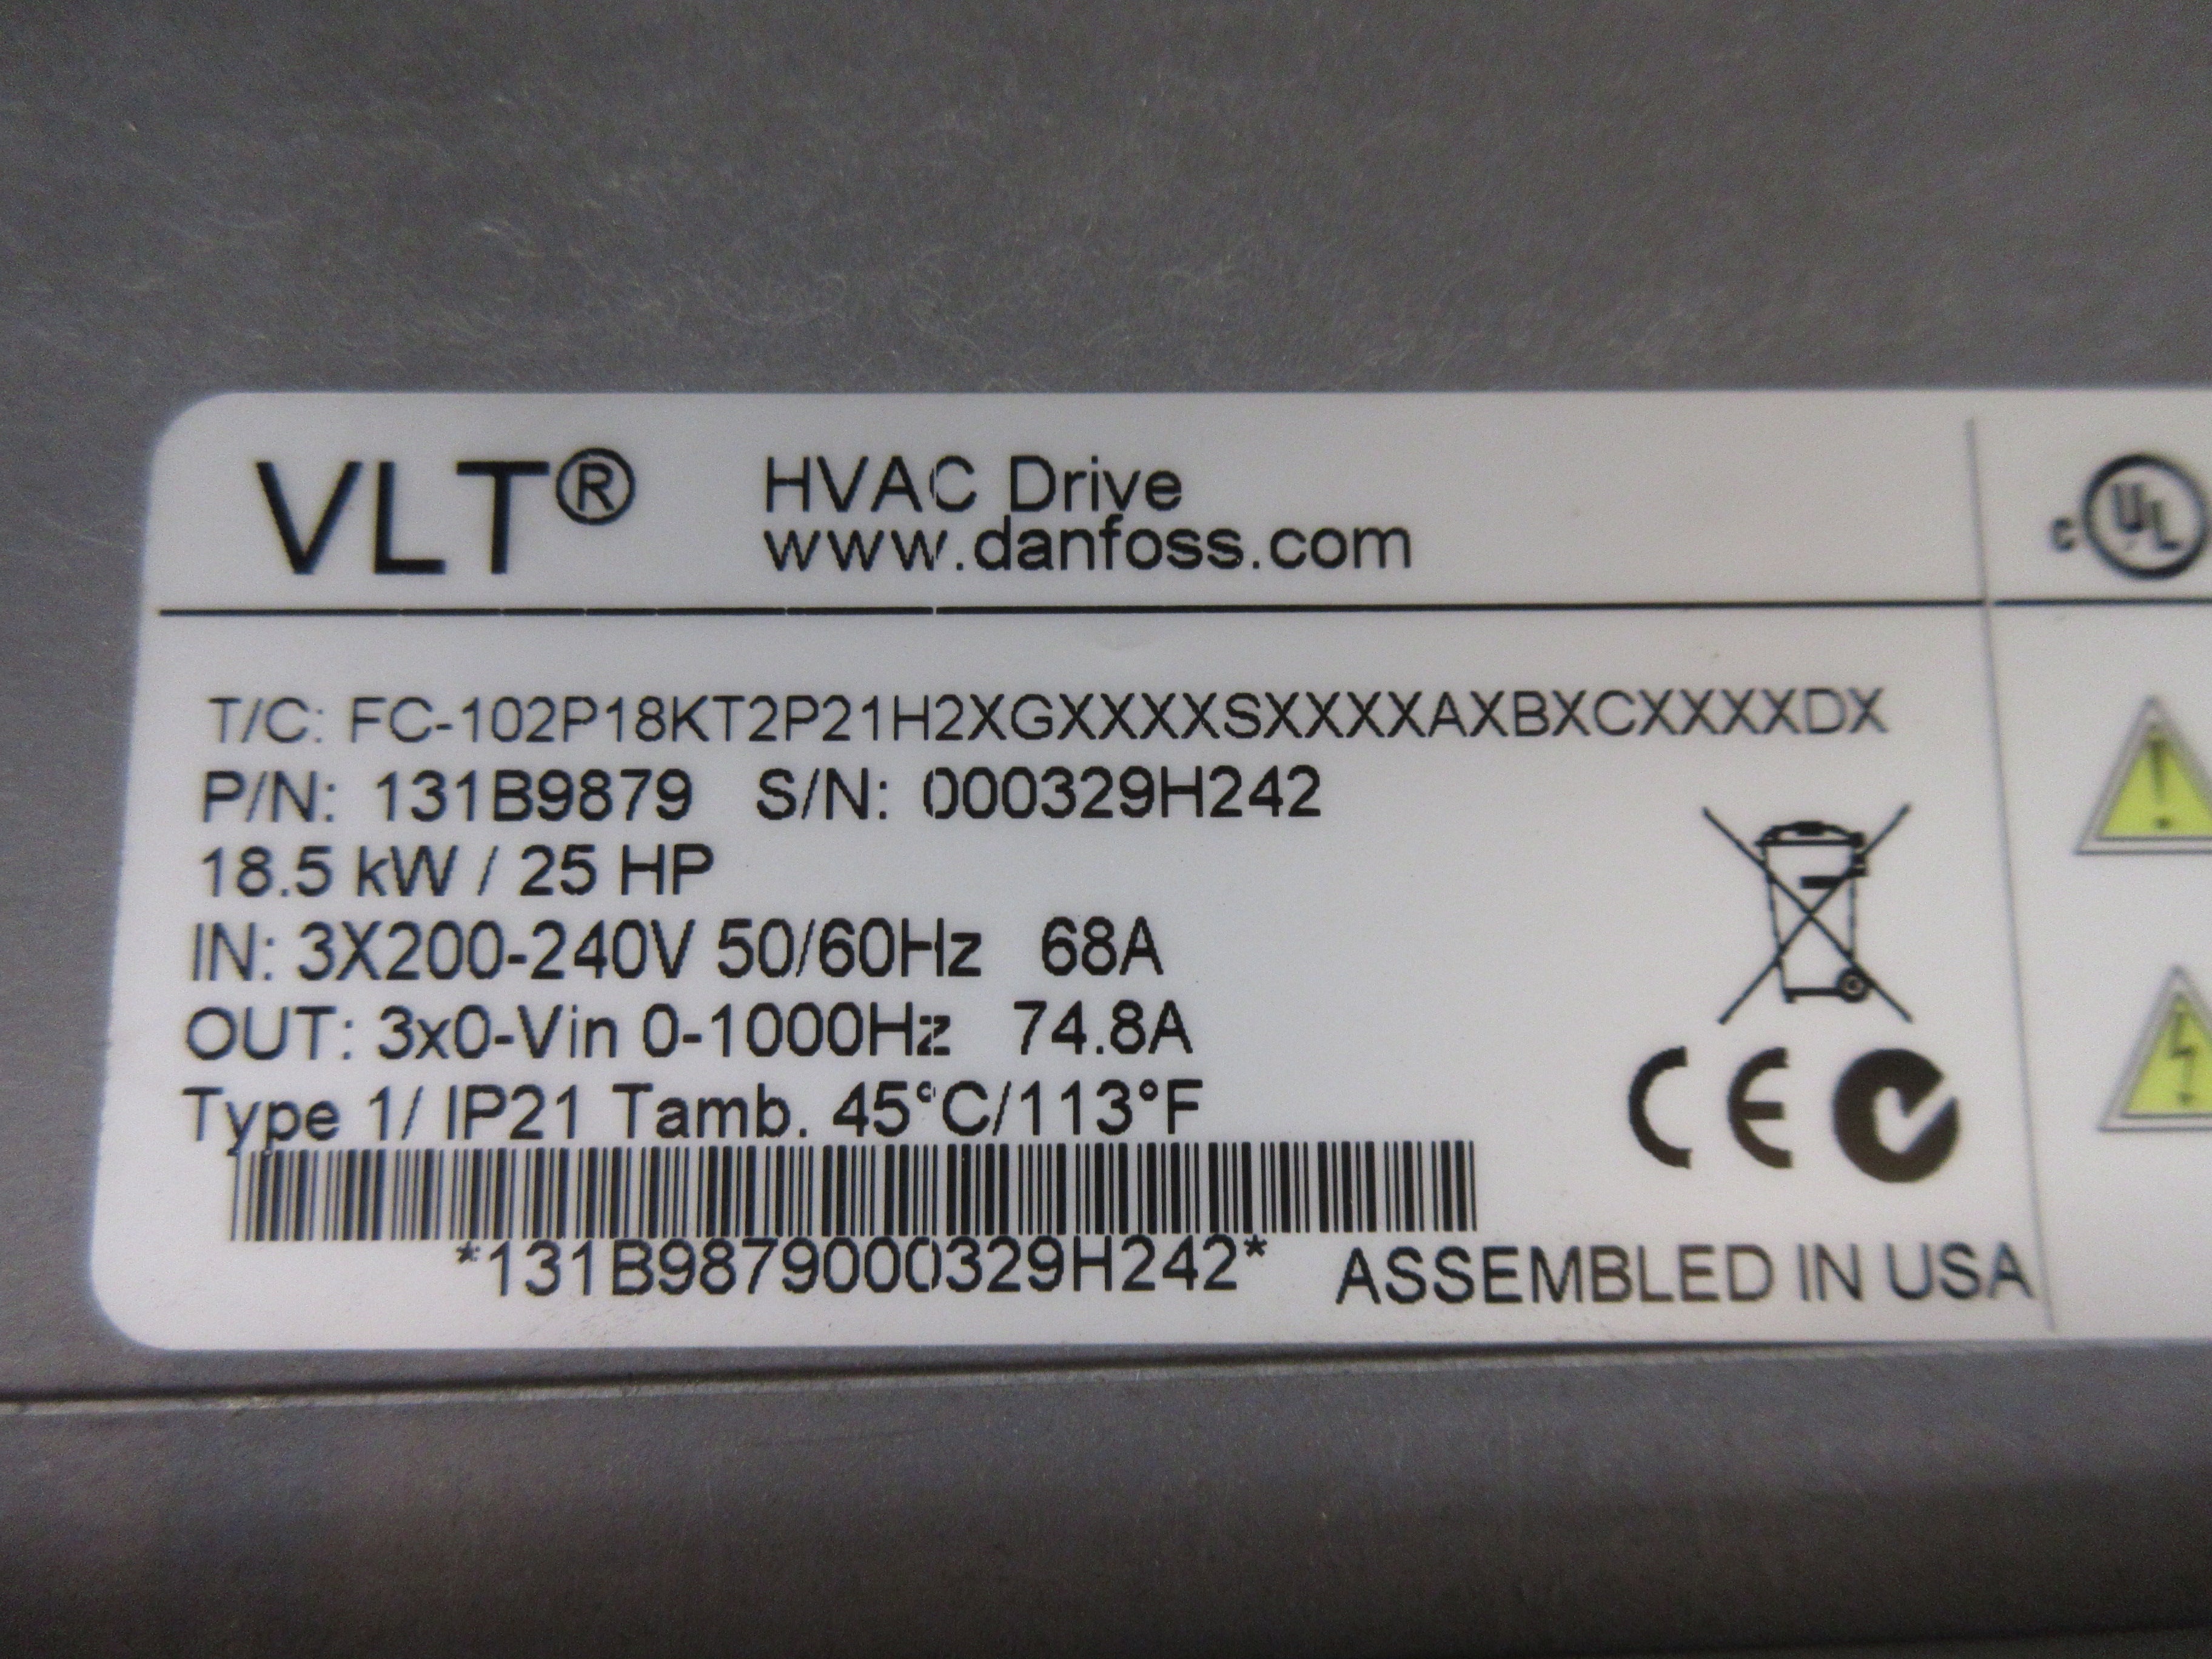 VLT® HVAC Drive
www.danfoss.com
c UL
T/C: FC-102P18KT2P21H2XGXXXXSXXXXAXBXCXXXXDX
P/N: 131B9879 S/N: 000329H242
18.5 kW / 25 HP
IN: 3X200-240V 50/60Hz 68A
OUT: 3x0-Vin 0-1000Hz 74.8A
Type 1/ IP21 Tamb. 45°C/113°F
CE
*131B9879000329H242* ASSEMBLED IN USA